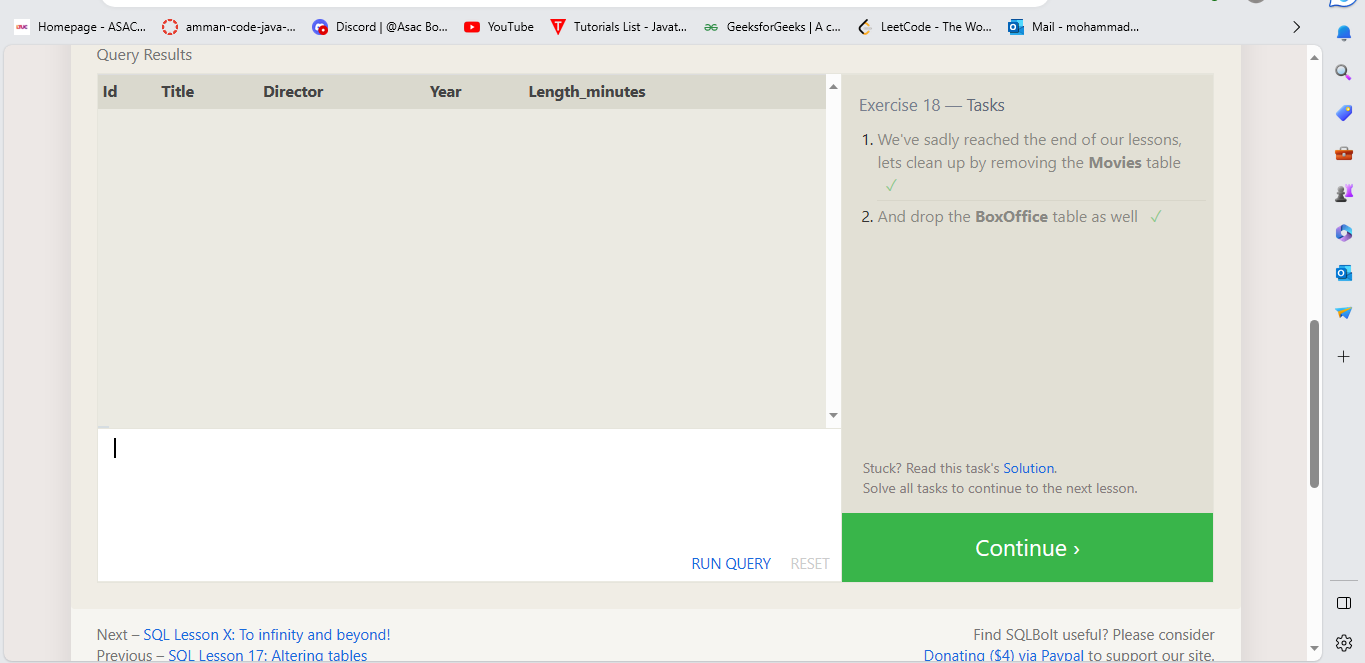 Homepage - ASAC... amman-code-java-... Discord | @Asac Bo... YouTube Tutorials List - Javat... GeeksforGeeks | A c... LeetCode - The Wo... Mail - mohammad...
Query Results
Id Title Director Year Length_minutes
Exercise 18 — Tasks
1. We've sadly reached the end of our lessons,
lets clean up by removing the Movies table
✓
2. And drop the BoxOffice table as well ✓
Stuck? Read this task's Solution.
Solve all tasks to continue to the next lesson.
RUN QUERY RESET
Continue ›
Next – SQL Lesson X: To infinity and beyond!
Previous – SQL Lesson 17: Altering tables
Find SQLBolt useful? Please consider
Donating ($4) via Paypal to support our site.